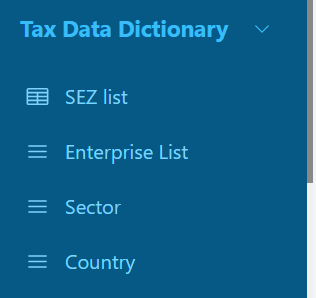 Tax Data Dictionary
SEZ list
Enterprise List
Sector
Country